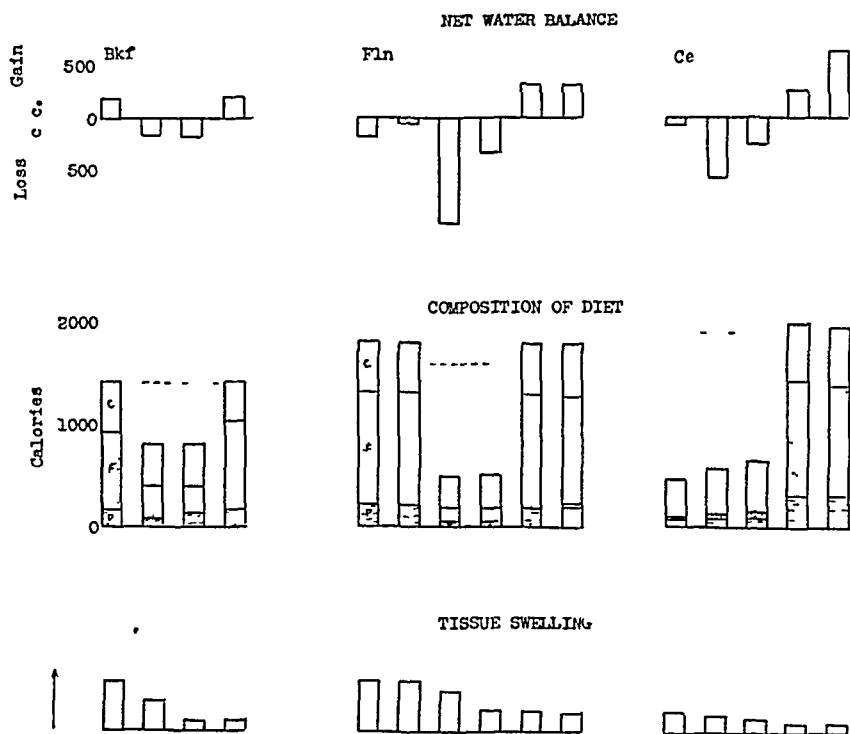 NET WATER BALANCE
Bkf Fln Ce
Gain
500
c c.
0
Loss
500
COMPOSITION OF DIET
2000
Calories
1000
0
C
F
P
C
f
P
TISSUE SWELLING